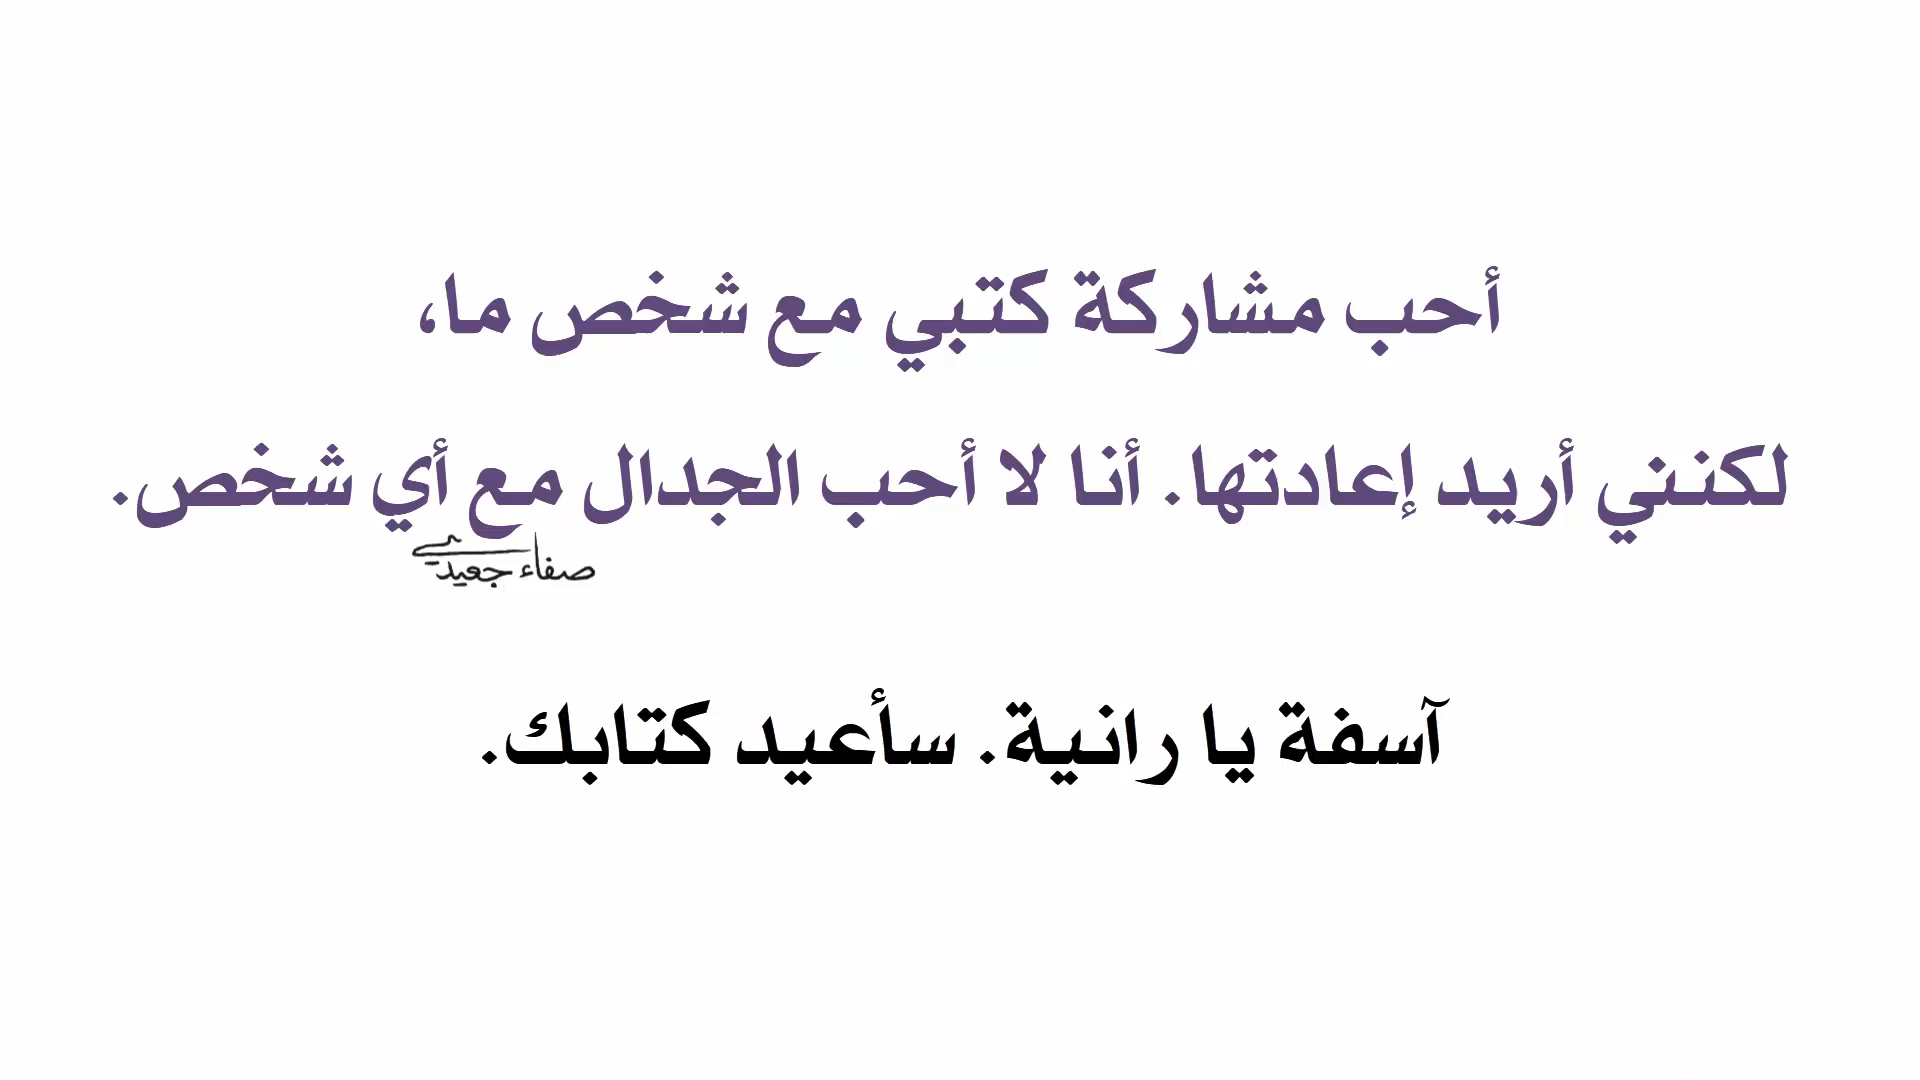 أحب مشاركة كتبي مع شخص ما،
لكنني أريد إعادتها. أنا لا أحب الجدال مع أي شخص.
صفاء جعيدي
آسفة يا رانية. سأعيد كتابك.